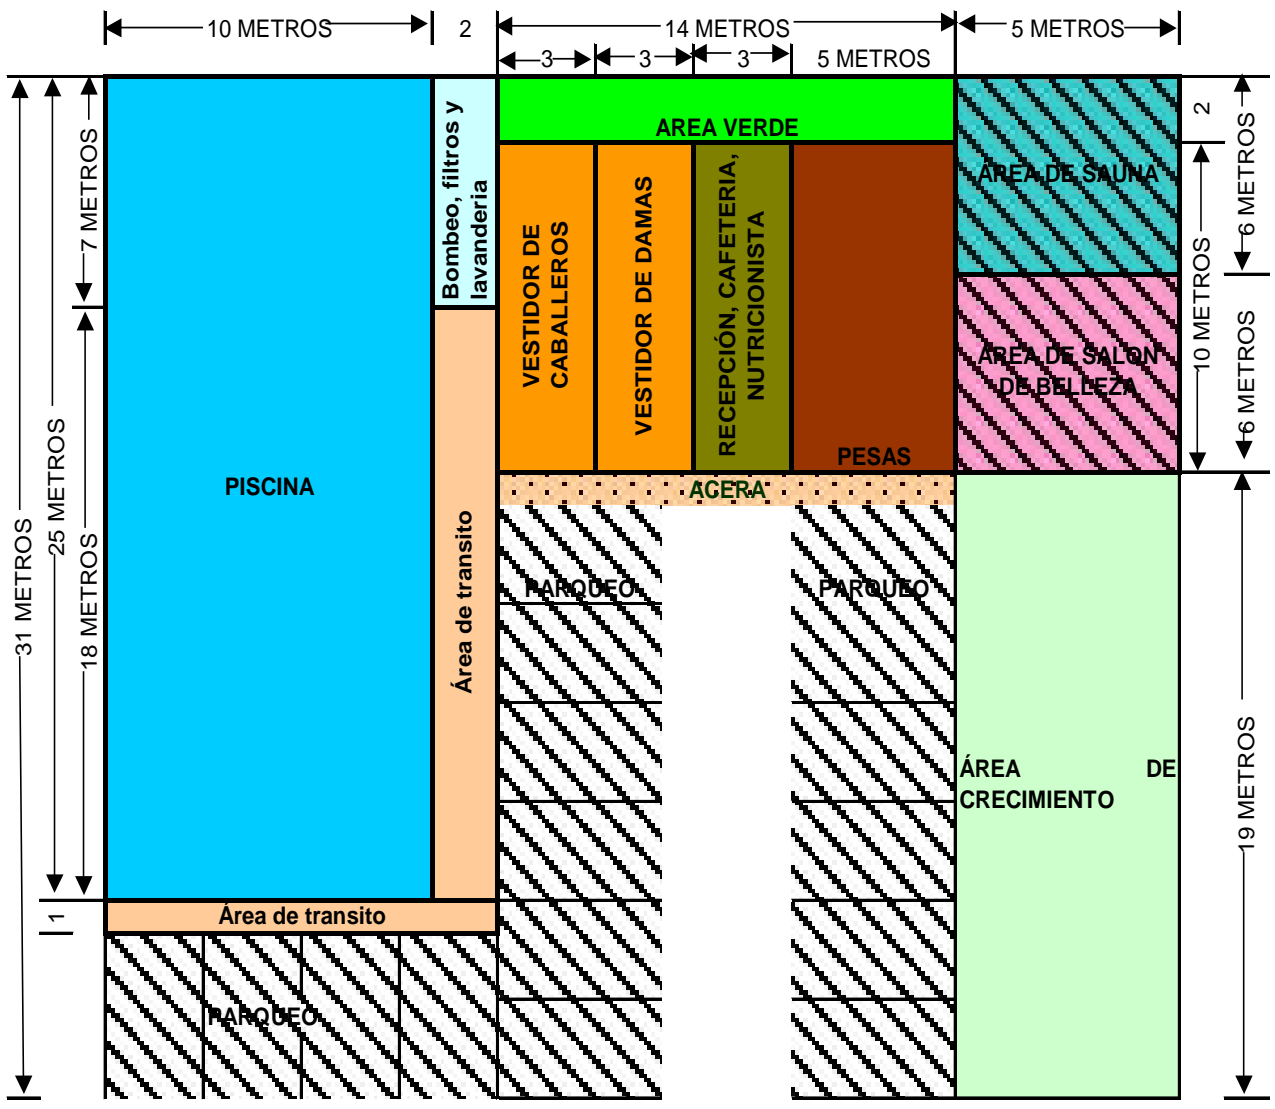 10 METROS
2
14 METROS
5 METROS
3
3
3
5 METROS
31 METROS
25 METROS
7 METROS
18 METROS
1
PISCINA
Bombeo, filtros y
lavanderia
Área de transito
Área de transito
PARQUEO
AREA VERDE
VESTIDOR DE
CABALLEROS
VESTIDOR DE DAMAS
RECEPCIÓN, CAFETERIA,
NUTRICIONISTA
PESAS
ACERA
PARQUEO
PARQUEO
ÁREA DE SAUNA
ÁREA DE SALON
DE BELLEZA
ÁREA DE
CRECIMIENTO
2
10 METROS
6 METROS
6 METROS
19 METROS